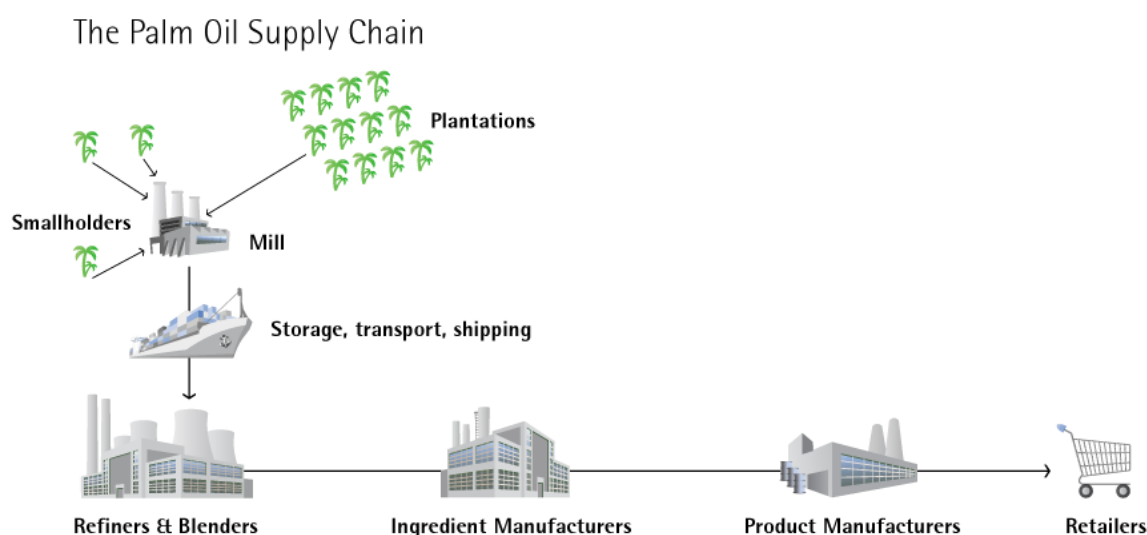 The Palm Oil Supply Chain
Plantations
Smallholders
Mill
Storage, transport, shipping
Refiners & Blenders
Ingredient Manufacturers
Product Manufacturers
Retailers